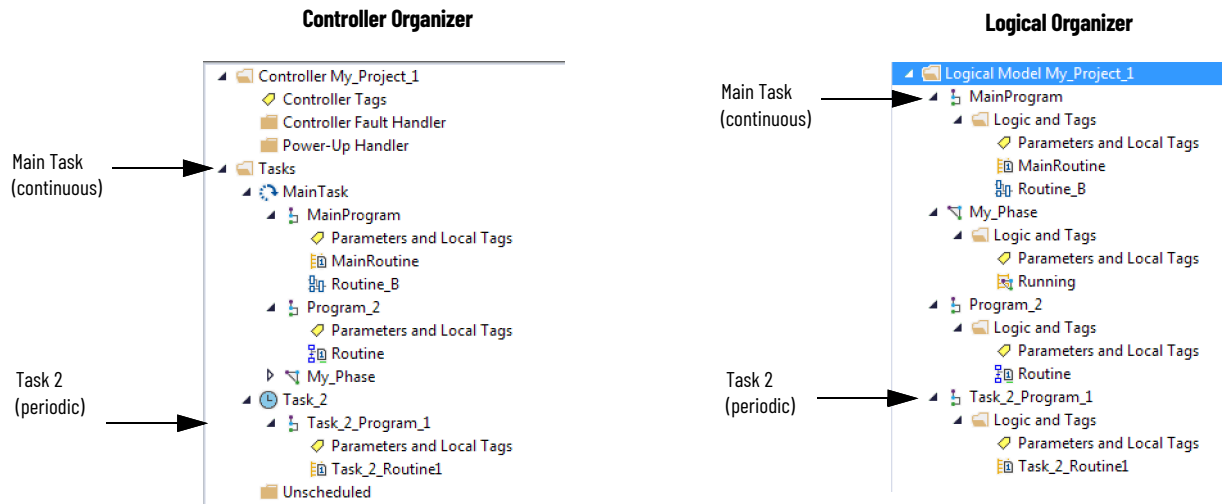 Controller Organizer
Controller My_Project_1
Controller Tags
Controller Fault Handler
Power-Up Handler
Main Task
(continuous)
Tasks
MainTask
MainProgram
Parameters and Local Tags
MainRoutine
Routine_B
Program_2
Parameters and Local Tags
Routine
My_Phase
Task 2
(periodic)
Task_2
Task_2_Program_1
Parameters and Local Tags
Task_2_Routine1
Unscheduled
Logical Organizer
Logical Model My_Project_1
Main Task
(continuous)
MainProgram
Logic and Tags
Parameters and Local Tags
MainRoutine
Routine_B
My_Phase
Logic and Tags
Parameters and Local Tags
Running
Program_2
Logic and Tags
Parameters and Local Tags
Routine
Task 2
(periodic)
Task_2_Program_1
Logic and Tags
Parameters and Local Tags
Task_2_Routine1